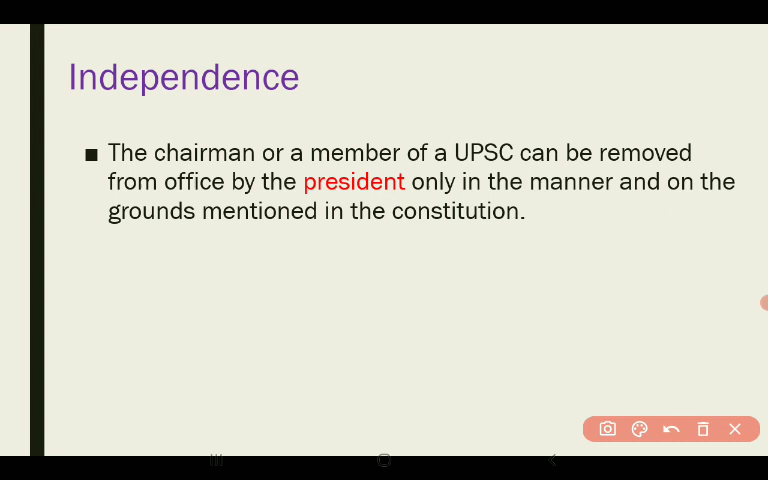 Independence
■ The chairman or a member of a UPSC can be removed
from office by the president only in the manner and on the
grounds mentioned in the constitution.